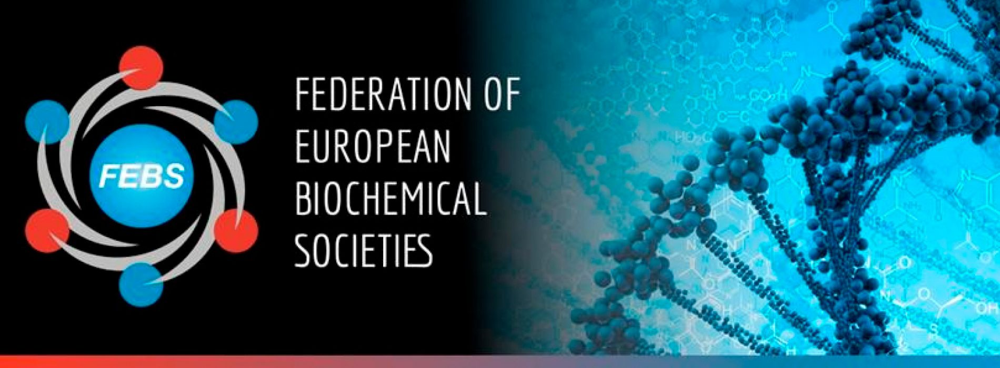 FEBS
FEDERATION OF
EUROPEAN
BIOCHEMICAL
SOCIETIES